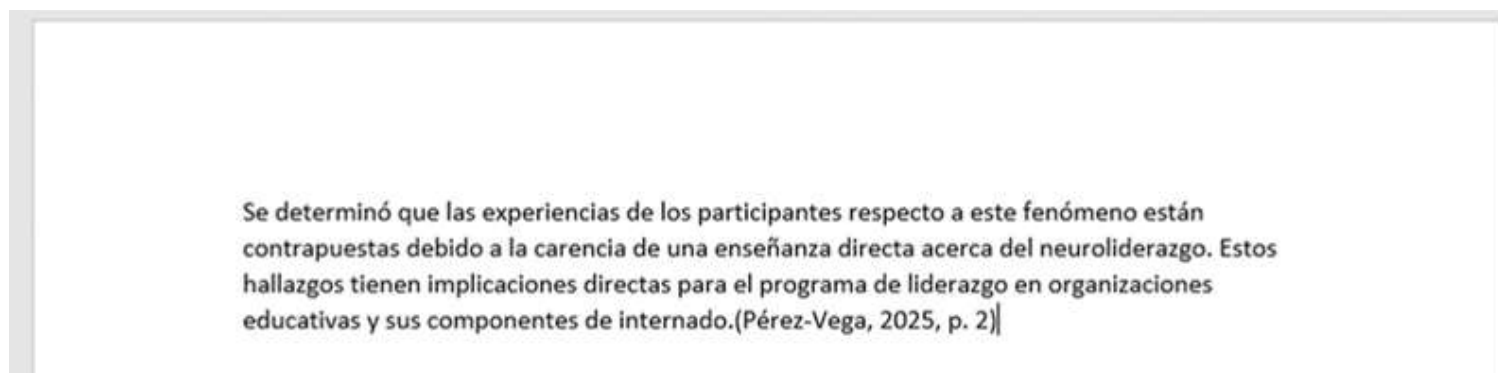 Se determinó que las experiencias de los participantes respecto a este fenómeno están
contrapuestas debido a la carencia de una enseñanza directa acerca del neuroliderazgo. Estos
hallazgos tienen implicaciones directas para el programa de liderazgo en organizaciones
educativas y sus componentes de internado.(Pérez-Vega, 2025, p. 2)